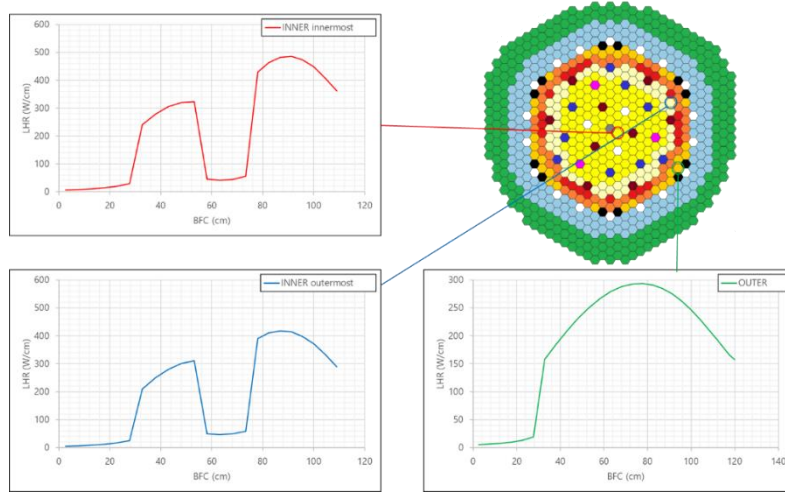 INNER innermost
600
500
400
300
200
100
0
LHR (W/cm)
0 20 40 60 80 100 120
BFC (cm)
INNER outermost
600
500
400
300
200
100
0
LHR (W/cm)
0 20 40 60 80 100 120
BFC (cm)
OUTER
300
250
200
150
100
50
0
LHR (W/cm)
0 20 40 60 80 100 120 140
BFC (cm)